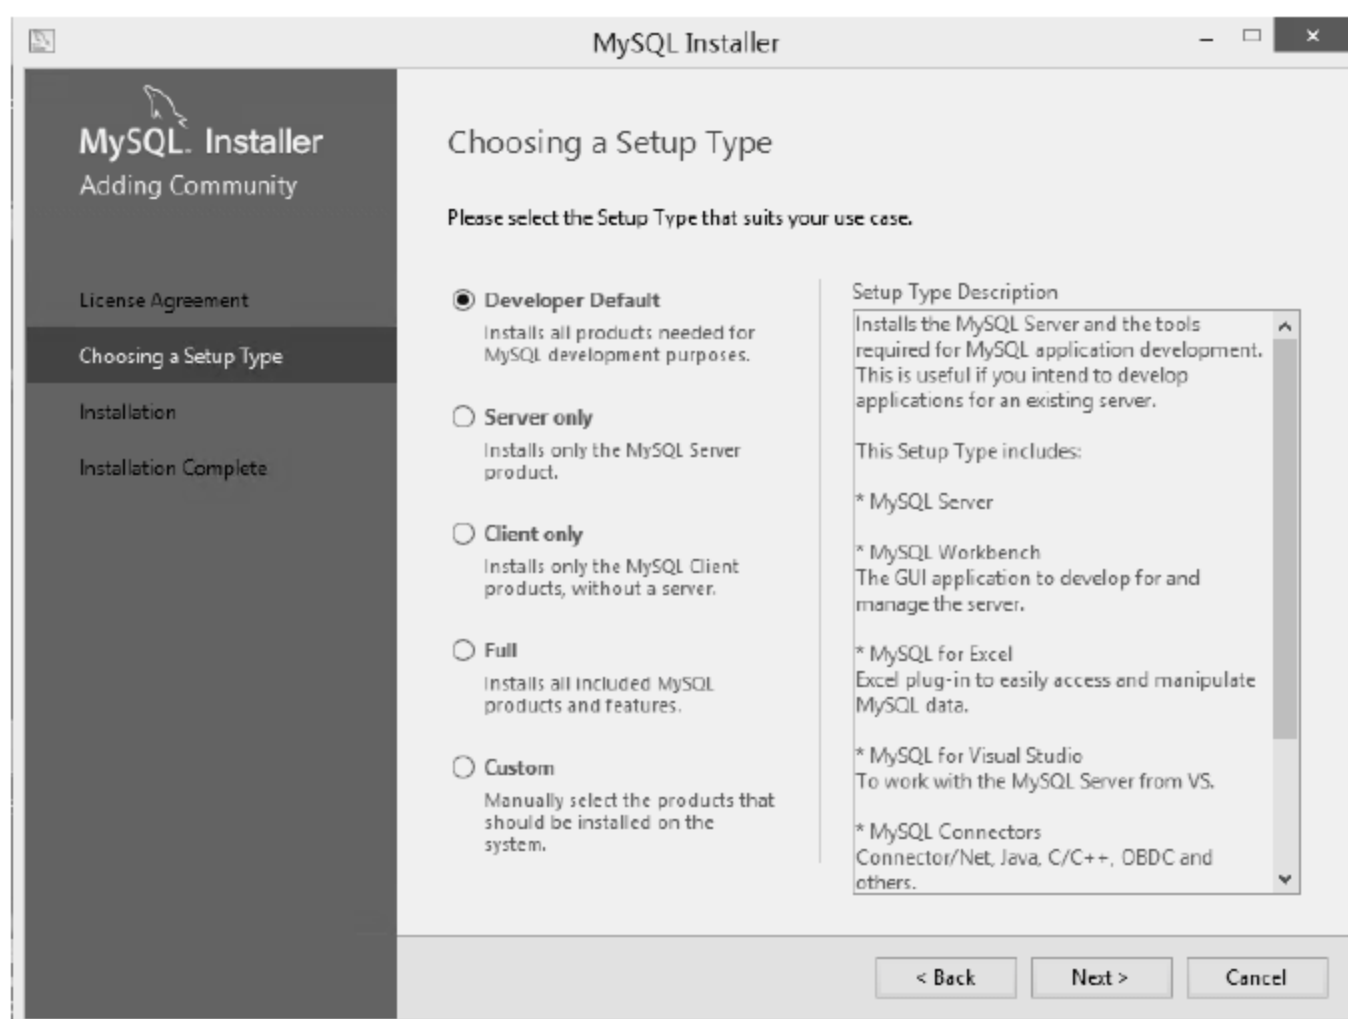 MySQL Installer
MySQL. Installer
Adding Community
License Agreement
Choosing a Setup Type
Installation
Installation Complete
Choosing a Setup Type
Please select the Setup Type that suits your use case.
Developer Default
Installs all products needed for
MySQL development purposes.
Server only
Installs only the MySQL Server
product.
Client only
Installs only the MySQL Client
products, without a server.
Full
Installs all included MySQL
products and features.
Custom
Manually select the products that
should be installed on the
system.
Setup Type Description
Installs the MySQL Server and the tools
required for MySQL application development.
This is useful if you intend to develop
applications for an existing server.
This Setup Type includes:
* MySQL Server
* MySQL Workbench
The GUI application to develop for and
manage the server.
* MySQL for Excel
Excel plug-in to easily access and manipulate
MySQL data.
* MySQL for Visual Studio
To work with the MySQL Server from VS.
* MySQL Connectors
Connector/Net, Java, C/C++, OBDC and
others.
< Back
Next >
Cancel